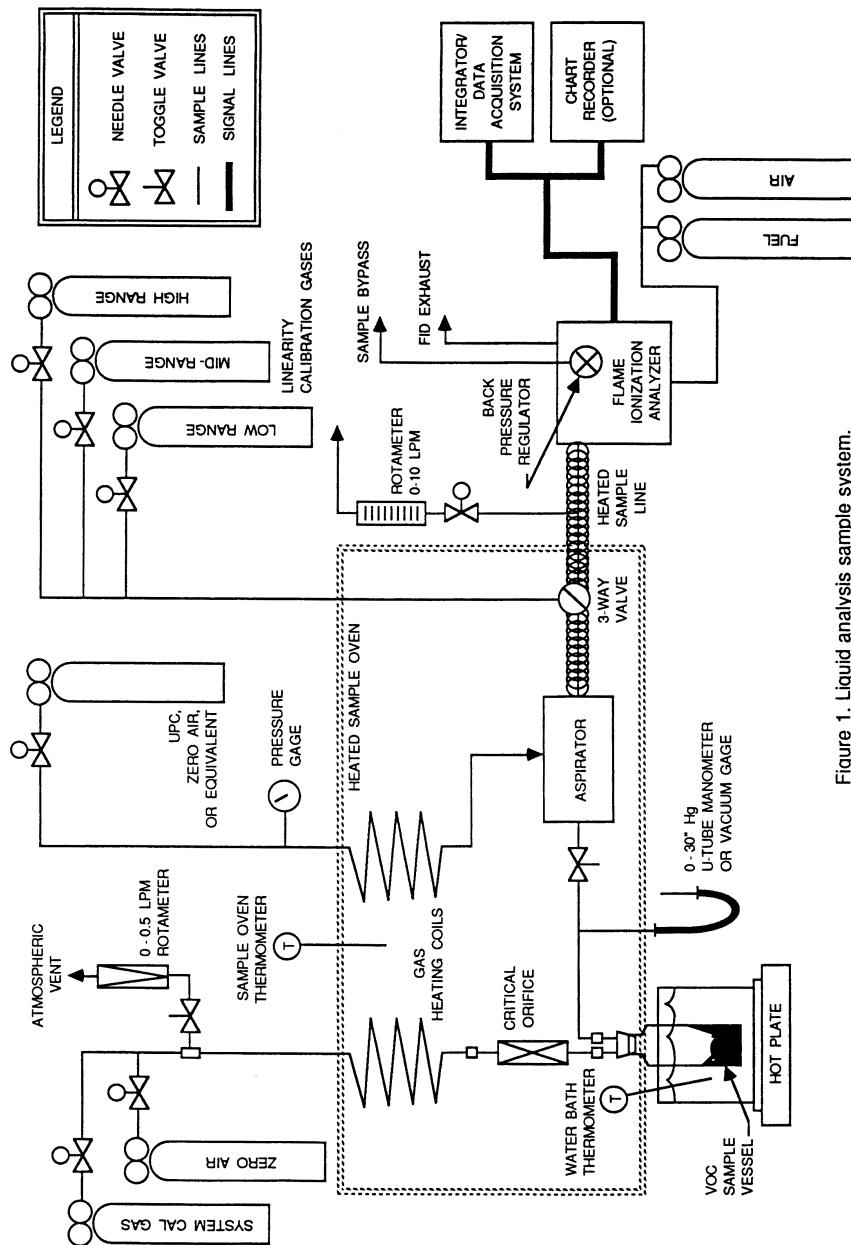 LEGEND
NEEDLE VALVE
TOGGLE VALVE
SAMPLE LINES
SIGNAL LINES
HIGH RANGE
MID-RANGE
LOW RANGE
LINEARITY
CALIBRATION GASES
UPC,
ZERO AIR,
OR EQUIVALENT
PRESSURE
GAGE
ATMOSPHERIC
VENT
0-0.5 LPM
ROTAMETER
SYSTEM CAL GAS
ZERO AIR
SAMPLE OVEN
THERMOMETER
T
HEATED SAMPLE OVEN
GAS
HEATING COILS
CRITICAL
ORIFICE
WATER BATH
THERMOMETER
T
VOC
SAMPLE
VESSEL
HOT PLATE
0-30" Hg
U-TUBE MANOMETER
OR VACUUM GAGE
ASPIRATOR
3-WAY
VALVE
HEATED
SAMPLE
LINE
ROTAMETER
0-10 LPM
BACK
PRESSURE
REGULATOR
SAMPLE BYPASS
FID EXHAUST
FLAME
IONIZATION
ANALYZER
INTEGRATOR/
DATA
ACQUISITION
SYSTEM
CHART
RECORDER
(OPTIONAL)
FUEL
AIR
Figure 1. Liquid analysis sample system.